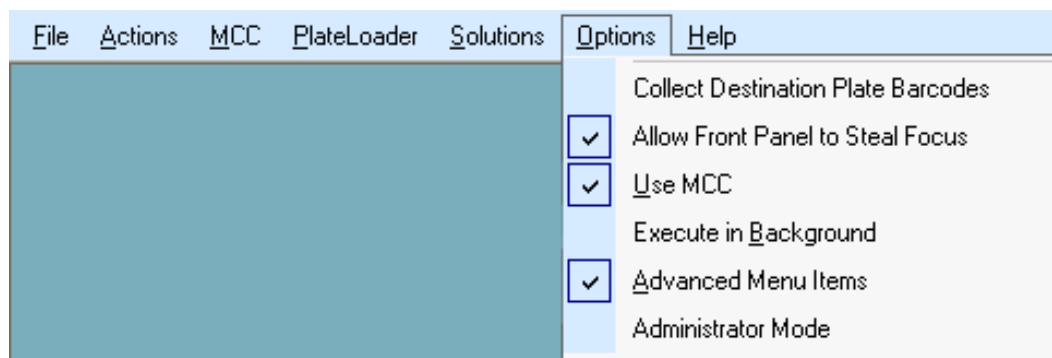 File Actions MCC PlateLoader Solutions Options Help
Collect Destination Plate Barcodes
Allow Front Panel to Steal Focus
Use MCC
Execute in Background
Advanced Menu Items
Administrator Mode